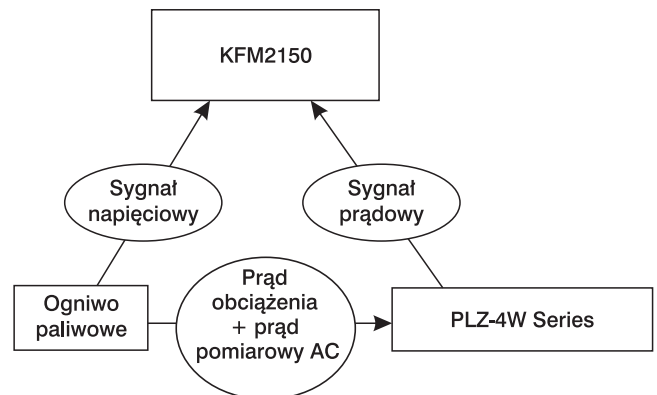 KFM2150
Sygnał
napięciowy
Sygnał
prądowy
Ogniwo
paliwowe
Prąd
obciążenia
+ prąd
pomiarowy AC
PLZ-4W Series